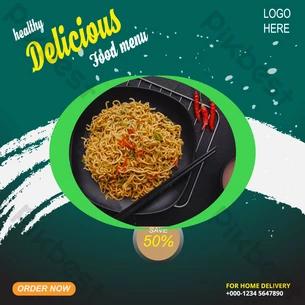 healthy
Delicious
Food menu
LOGO
HERE
SAVE
50%
ORDER NOW
FOR HOME DELIVERY
+000-1234 5647890